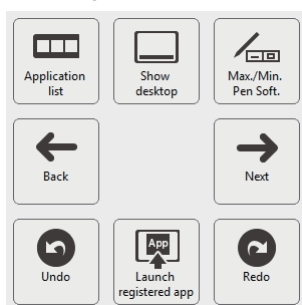 Application
list
Show
desktop
Max./Min.
Pen Soft.
Back
Next
Undo
App
Launch
registered app
Redo